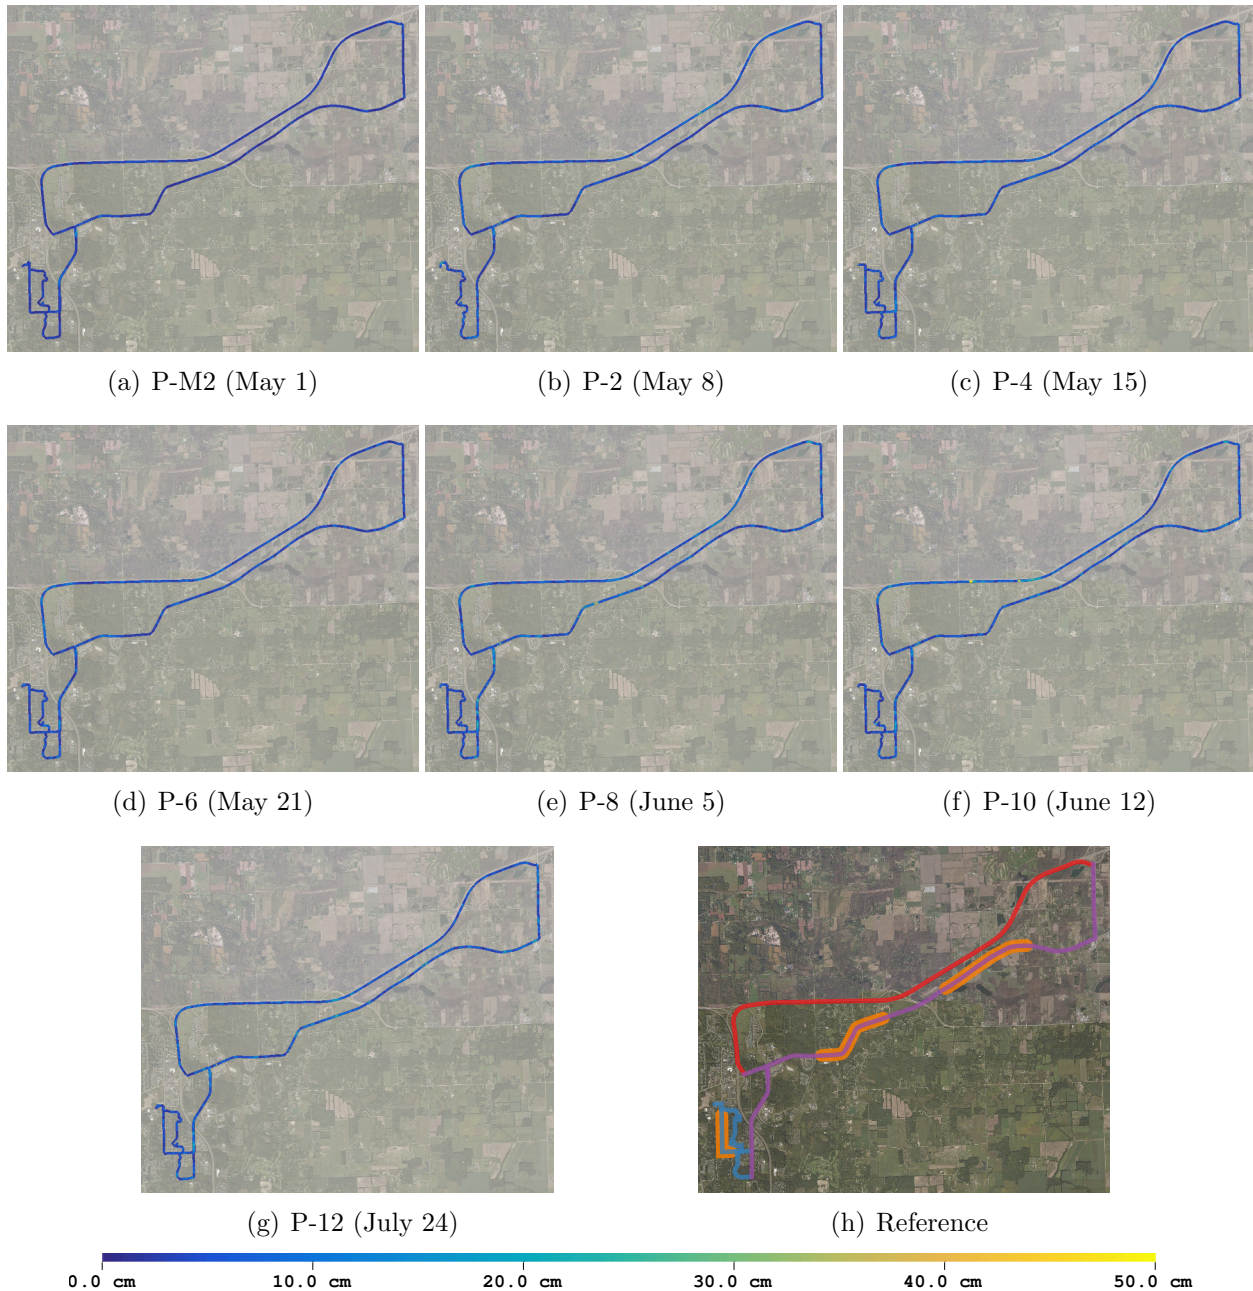 (a) P-M2 (May 1)
(b) P-2 (May 8)
(c) P-4 (May 15)
(d) P-6 (May 21)
(e) P-8 (June 5)
(f) P-10 (June 12)
(g) P-12 (July 24)
(h) Reference
0.0 cm 10.0 cm 20.0 cm 30.0 cm 40.0 cm 50.0 cm